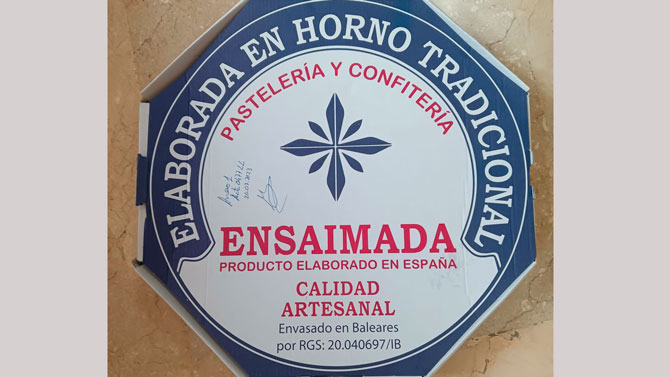 ELABORADA EN HORNO TRADICIONAL
PASTELERÍA Y CONFITERÍA
ENSAIMADA
PRODUCTO ELABORADO EN ESPAÑA
CALIDAD
ARTESANAL
Envasado en Baleares
por RGS: 20.040697/IB